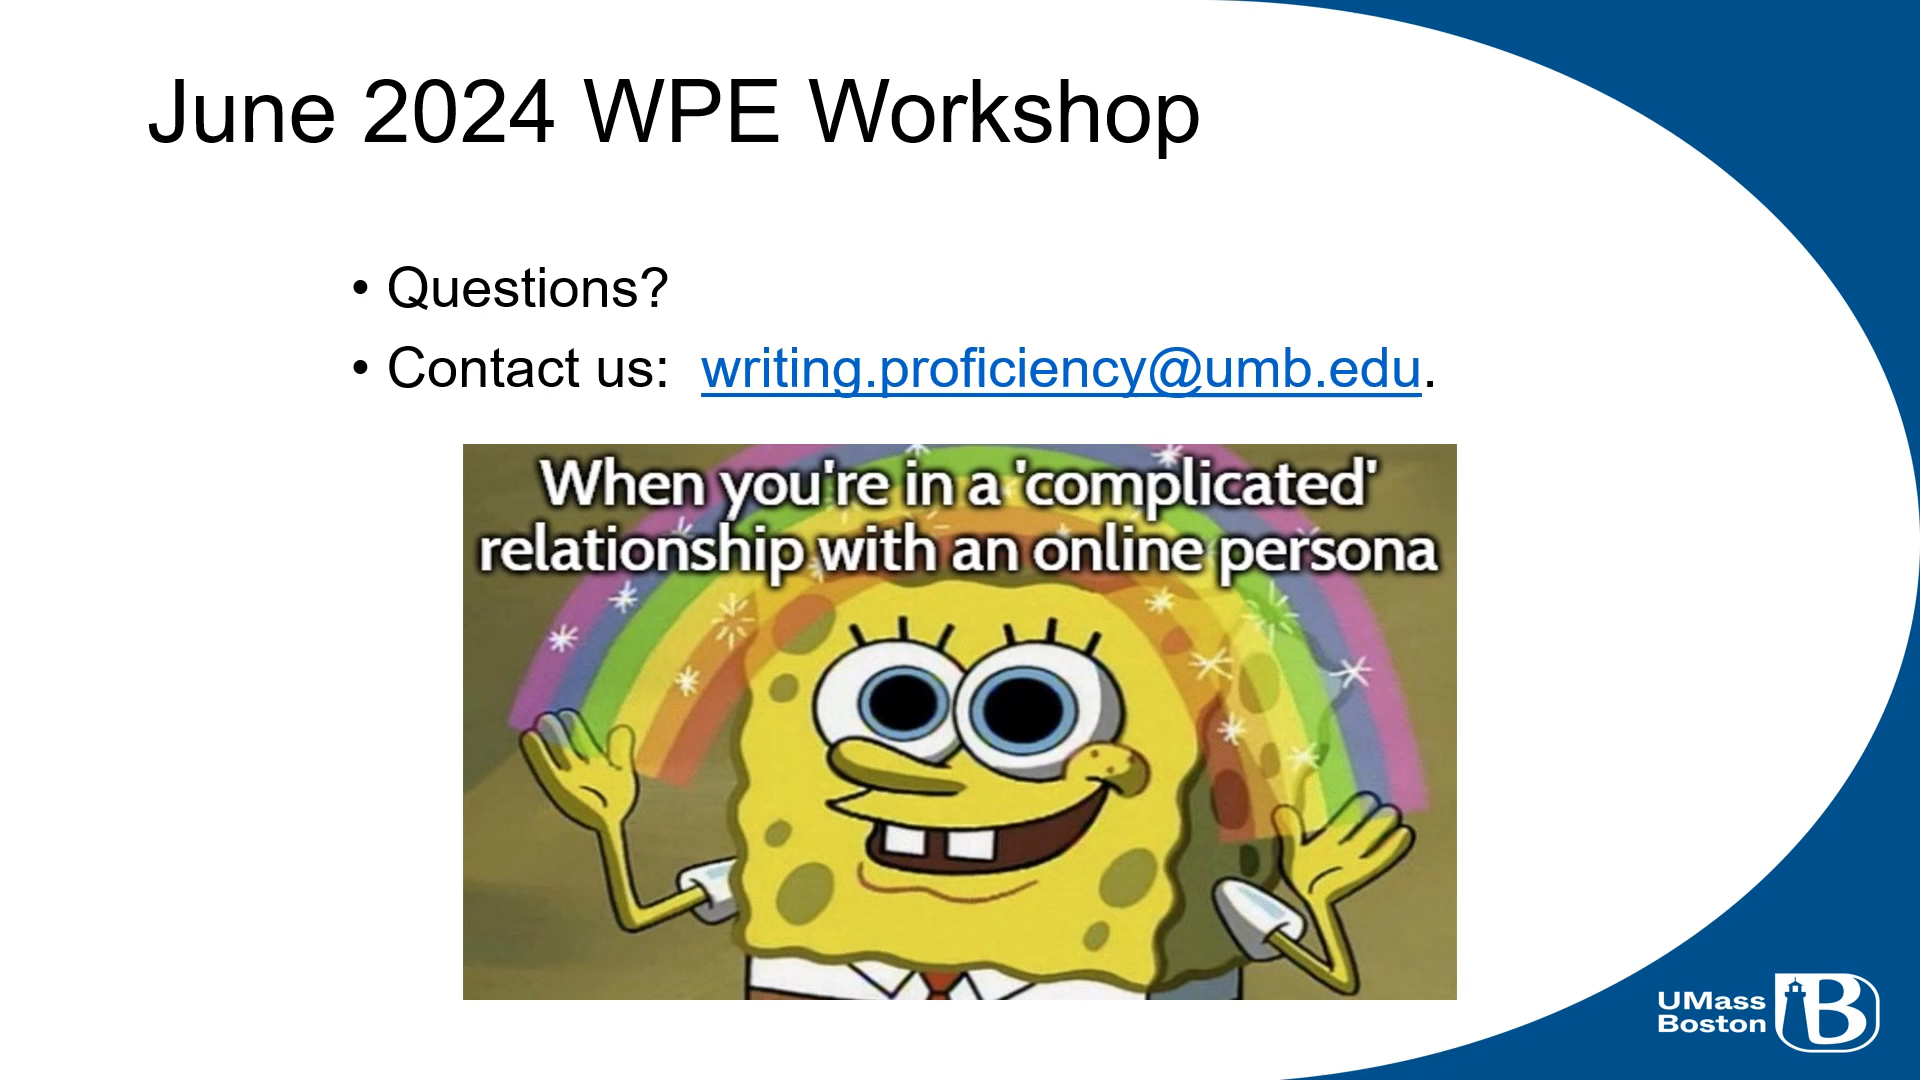 June 2024 WPE Workshop
• Questions?
• Contact us: writing.proficiency@umb.edu.
When you're in a 'complicated'
relationship with an online persona
UMass
Boston
B